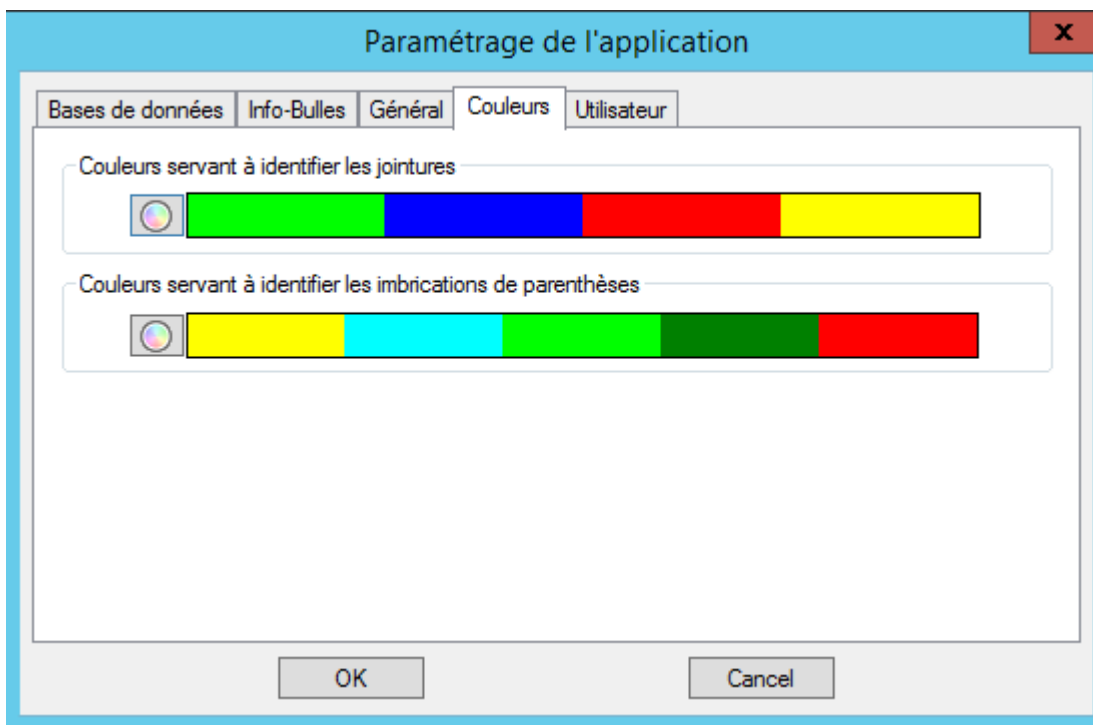 Paramétrage de l'application
x
Bases de données Info-Bulles Général Couleurs Utilisateur
Couleurs servant à identifier les jointures
Couleurs servant à identifier les imbrications de parenthèses
OK Cancel